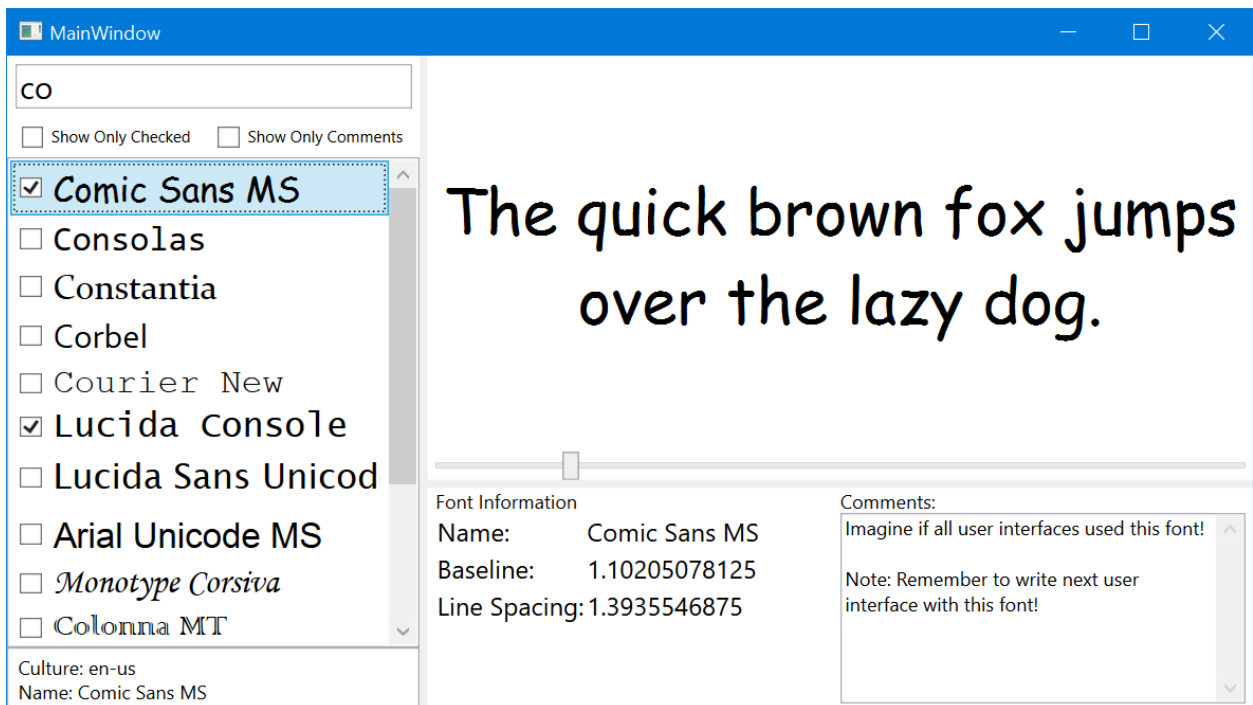 MainWindow
co
Show Only Checked
Show Only Comments
Comic Sans MS
Consolas
Constantia
Corbel
Courier New
Lucida Console
Lucida Sans Unicod
Arial Unicode MS
Monotype Corsiva
Colonna MT
Culture: en-us
Name: Comic Sans MS
The quick brown fox jumps
over the lazy dog.
Font Information
Name: Comic Sans MS
Baseline: 1.10205078125
Line Spacing: 1.3935546875
Comments:
Imagine if all user interfaces used this font!
Note: Remember to write next user
interface with this font!